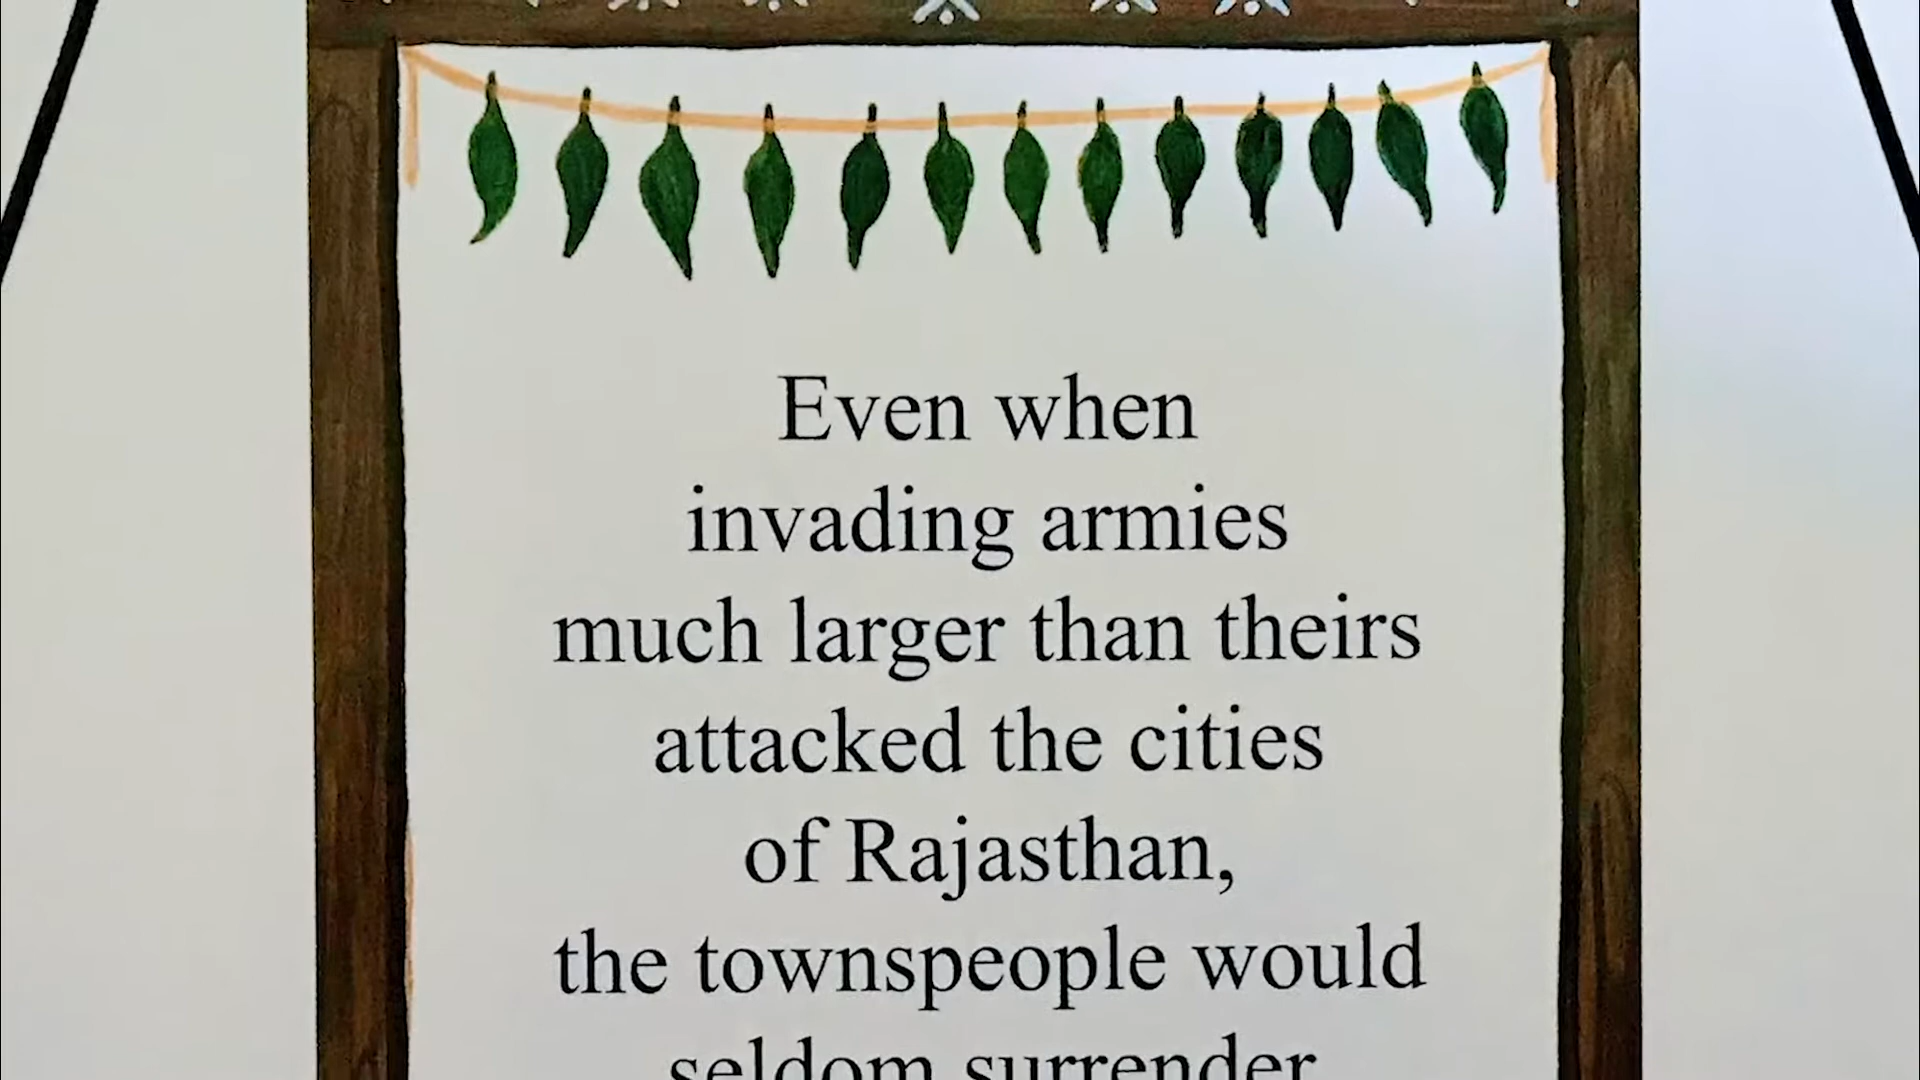 Even when
invading armies
much larger than theirs
attacked the cities
of Rajasthan,
the townspeople would
seldom surrender